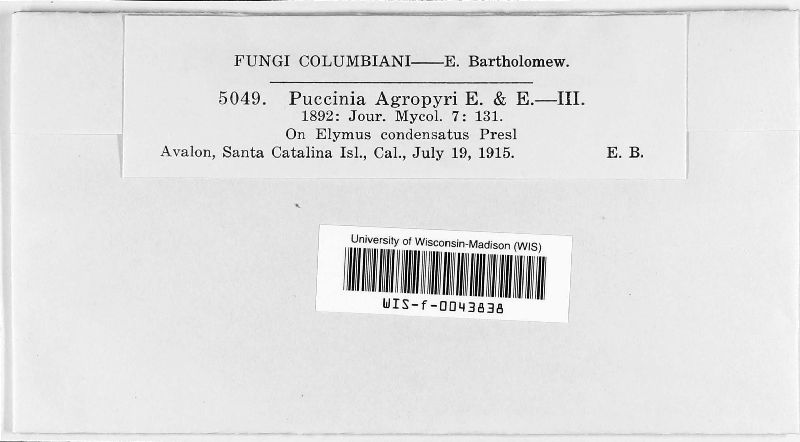 FUNGI COLUMBIANI——E. Bartholomew.
5049. Puccinia Agropyri E. & E.—III.
1892: Jour. Mycol. 7: 131.
On Elymus condensatus Presl
Avalon, Santa Catalina Isl., Cal., July 19, 1915. E. B.
University of Wisconsin-Madison (WIS)
WIS-f-0043838